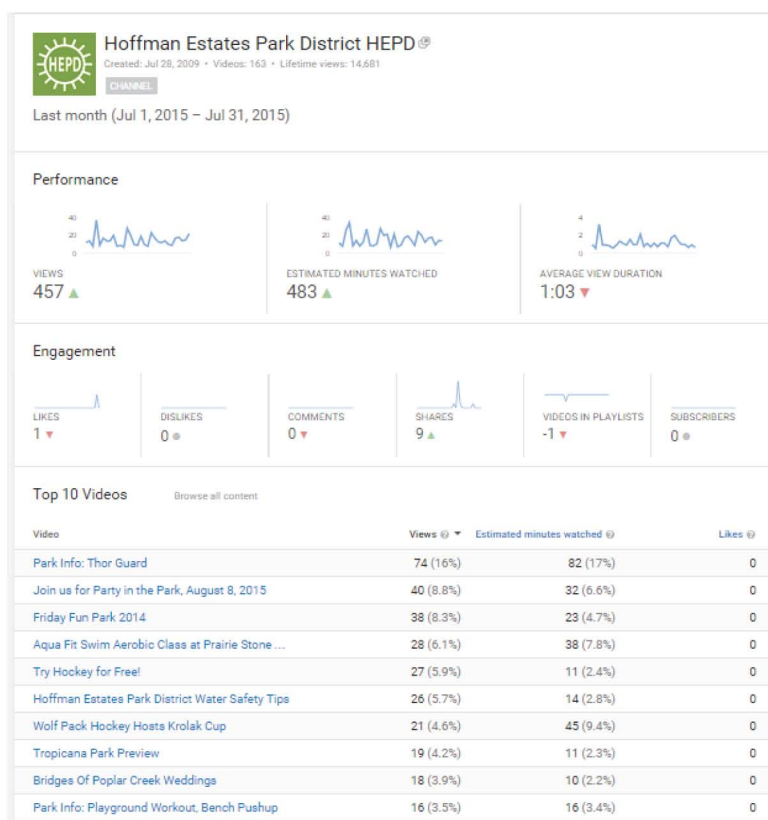 HEPD
Hoffman Estates Park District HEPD
Created: Jul 28, 2009 • Videos: 163 • Lifetime views: 14,681
CHANNEL
Last month (Jul 1, 2015 – Jul 31, 2015)
Performance
40
20
0
VIEWS
457
40
20
0
ESTIMATED MINUTES WATCHED
483
4
2
0
AVERAGE VIEW DURATION
1:03
Engagement
LIKES
1
DISLIKES
0
COMMENTS
0
SHARES
9
VIDEOS IN PLAYLISTS
-1
SUBSCRIBERS
0
Top 10 Videos Browse all content
Video Views Estimated minutes watched Likes
Park Info: Thor Guard 74 (16%) 82 (17%) 0
Join us for Party in the Park, August 8, 2015 40 (8.8%) 32 (6.6%) 0
Friday Fun Park 2014 38 (8.3%) 23 (4.7%) 0
Aqua Fit Swim Aerobic Class at Prairie Stone ... 28 (6.1%) 38 (7.8%) 0
Try Hockey for Free! 27 (5.9%) 11 (2.4%) 0
Hoffman Estates Park District Water Safety Tips 26 (5.7%) 14 (2.8%) 0
Wolf Pack Hockey Hosts Krolak Cup 21 (4.6%) 45 (9.4%) 0
Tropicana Park Preview 19 (4.2%) 11 (2.3%) 0
Bridges Of Poplar Creek Weddings 18 (3.9%) 10 (2.2%) 0
Park Info: Playground Workout, Bench Pushup 16 (3.5%) 16 (3.4%) 0